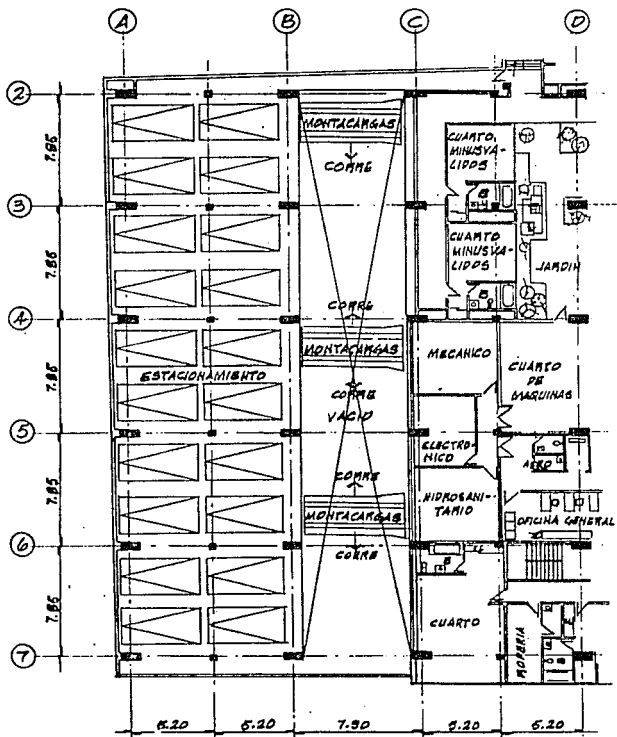 A
B
C
D
2
3
4
5
6
7
7.85
7.85
7.85
7.85
7.85
MONTACARGAS
CORRE
CORRE
MONTACARGAS
CORRE
VACIO
CORRE
MONTACARGAS
CORRE
ESTACIONAMIENTO
CUARTO
MINUSVA-
LIDOS
CUARTO
MINUSVA-
LIDOS
JARDIN
MECANICO
CUARTO
DE
MAQUINAS
ELECTRO-
NICO
HIDROSANI-
TARIO
ASEO
OFICINA GENERAL
CUARTO
ROPERIA
5.20
5.20
7.90
5.20
5.20